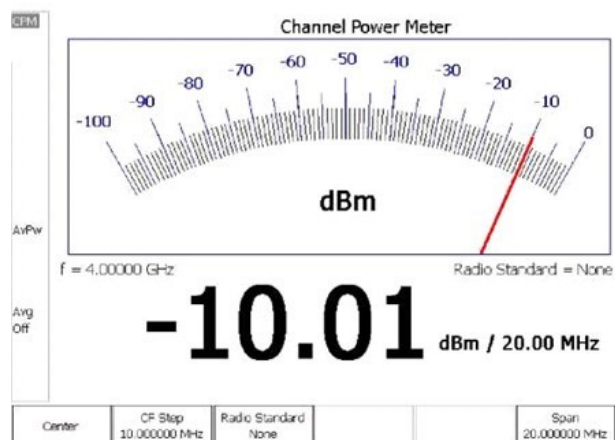 CPM
Channel Power Meter
-100
-90
-80
-70
-60
-50
-40
-30
-20
-10
0
dBm
AvPw
f = 4.00000 GHz
Radio Standard = None
Avg
Off
-10.01 dBm / 20.00 MHz
Center
CF Step
10.000000 MHz
Radio Standard
None
Span
20.000000 MHz